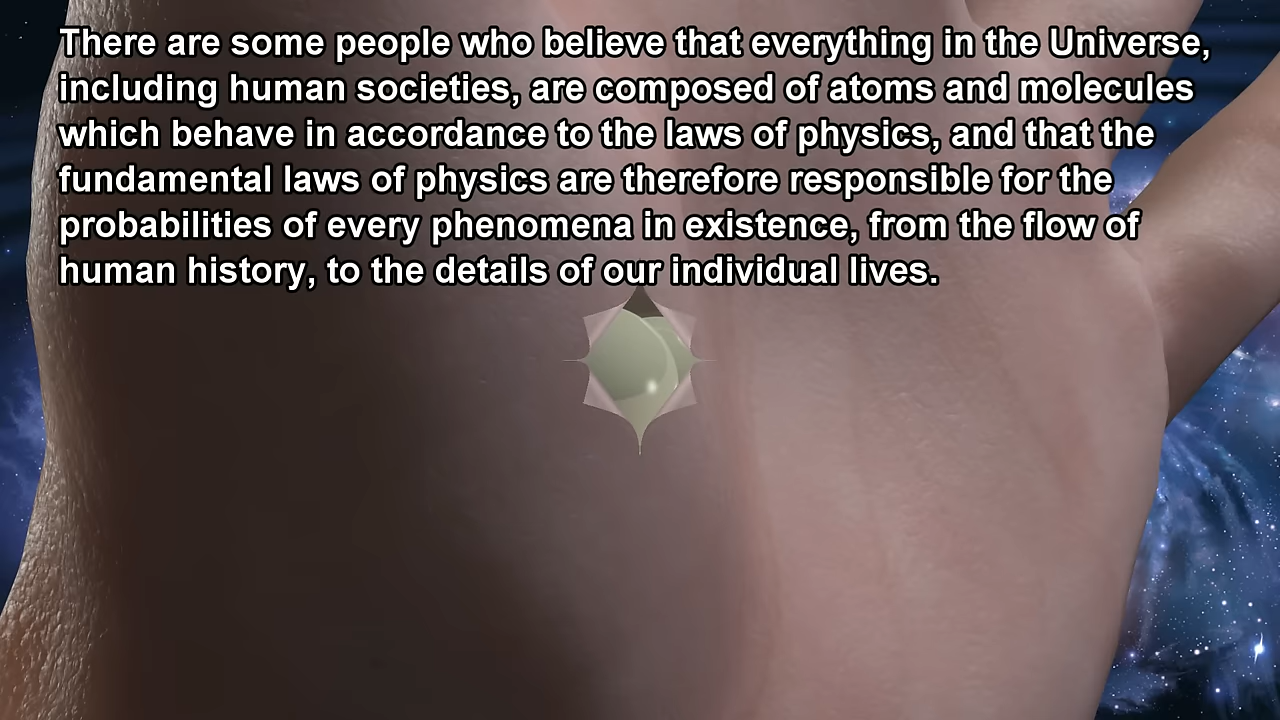 There are some people who believe that everything in the Universe,
including human societies, are composed of atoms and molecules
which behave in accordance to the laws of physics, and that the
fundamental laws of physics are therefore responsible for the
probabilities of every phenomena in existence, from the flow of
human history, to the details of our individual lives.